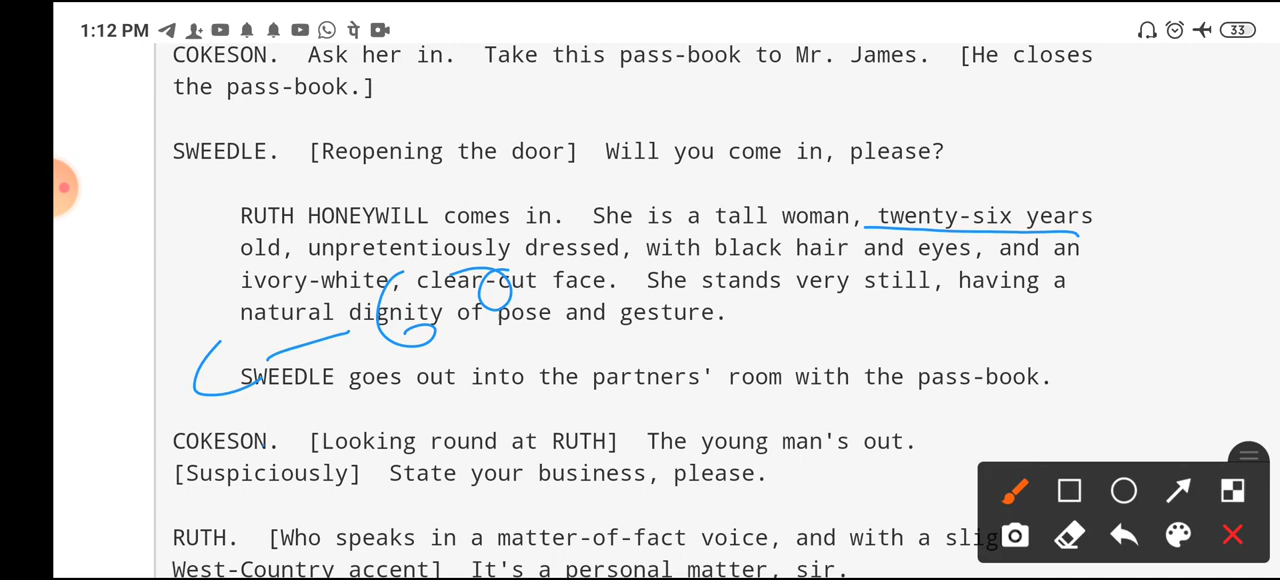 1:12 PM 33
COKESON. Ask her in. Take this pass-book to Mr. James. [He closes
the pass-book.]
SWEEDLE. [Reopening the door] Will you come in, please?
RUTH HONEYWILL comes in. She is a tall woman, twenty-six years
old, unpretentiously dressed, with black hair and eyes, and an
ivory-white, clear-cut face. She stands very still, having a
natural dignity of pose and gesture.
SWEEDLE goes out into the partners' room with the pass-book.
COKESON. [Looking round at RUTH] The young man's out.
[Suspiciously] State your business, please.
RUTH. [Who speaks in a matter-of-fact voice, and with a
West-Country accent] It's a personal matter, sir.